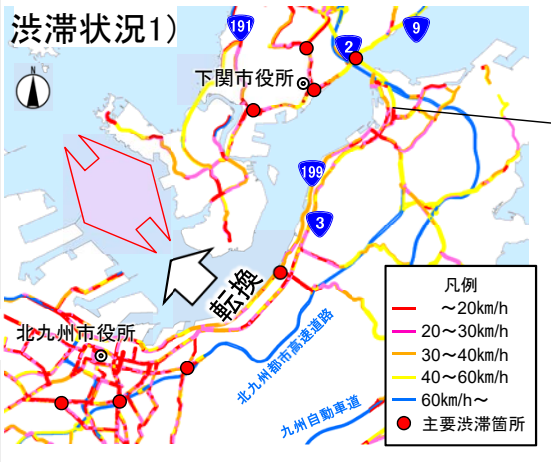 渋滞状況1)
N
191
2
9
下関市役所
199
3
転換
北九州市役所
北九州都市高速道路
九州自動車道
凡例
～20km/h
20～30km/h
30～40km/h
40～60km/h
60km/h～
主要渋滞箇所